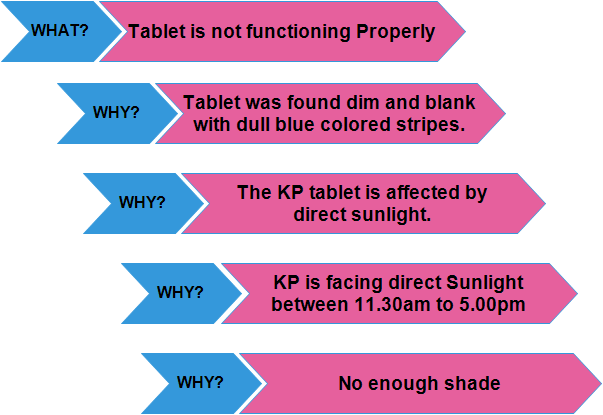 WHAT?
Tablet is not functioning Properly
WHY?
Tablet was found dim and blank
with dull blue colored stripes.
WHY?
The KP tablet is affected by
direct sunlight.
WHY?
KP is facing direct Sunlight
between 11.30am to 5.00pm
WHY?
No enough shade